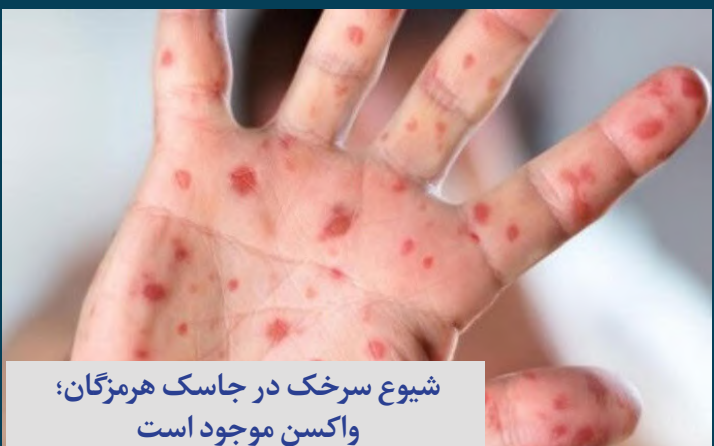 شیوع سرخک در جاسک هرمزگان؛
واکسن موجود است